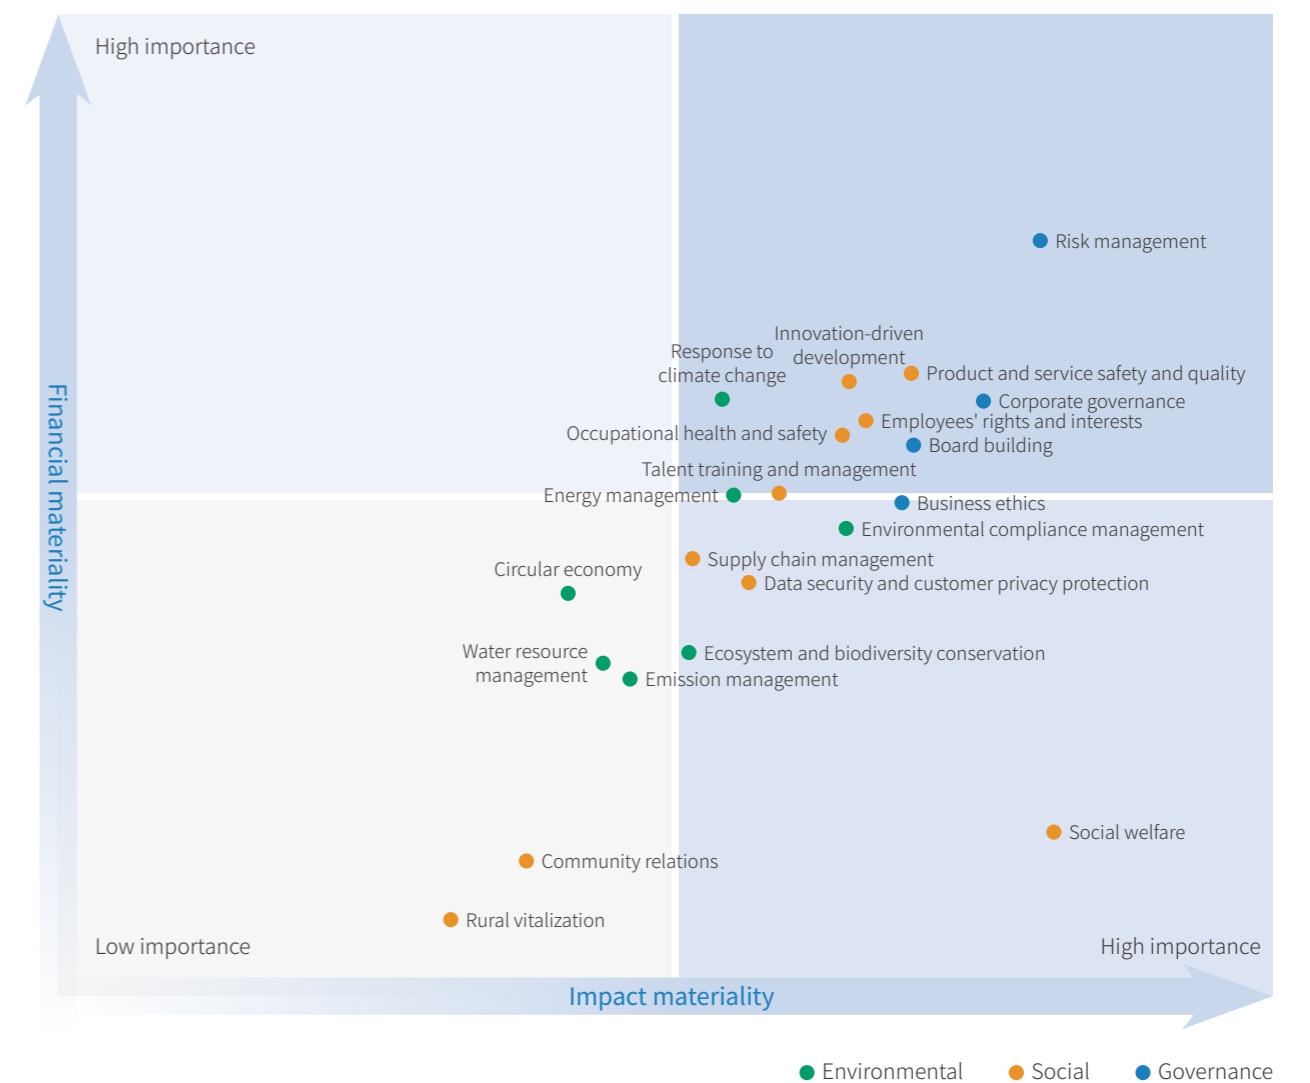 High importance
Risk management
Innovation-driven
development
Response to
climate change
Product and service safety and quality
Corporate governance
Employees' rights and interests
Occupational health and safety
Board building
Talent training and management
Energy management
Business ethics
Environmental compliance management
Supply chain management
Circular economy
Data security and customer privacy protection
Water resource
management
Ecosystem and biodiversity conservation
Emission management
Social welfare
Community relations
Rural vitalization
Low importance
High importance
Financial materiality
Impact materiality
Environmental
Social
Governance